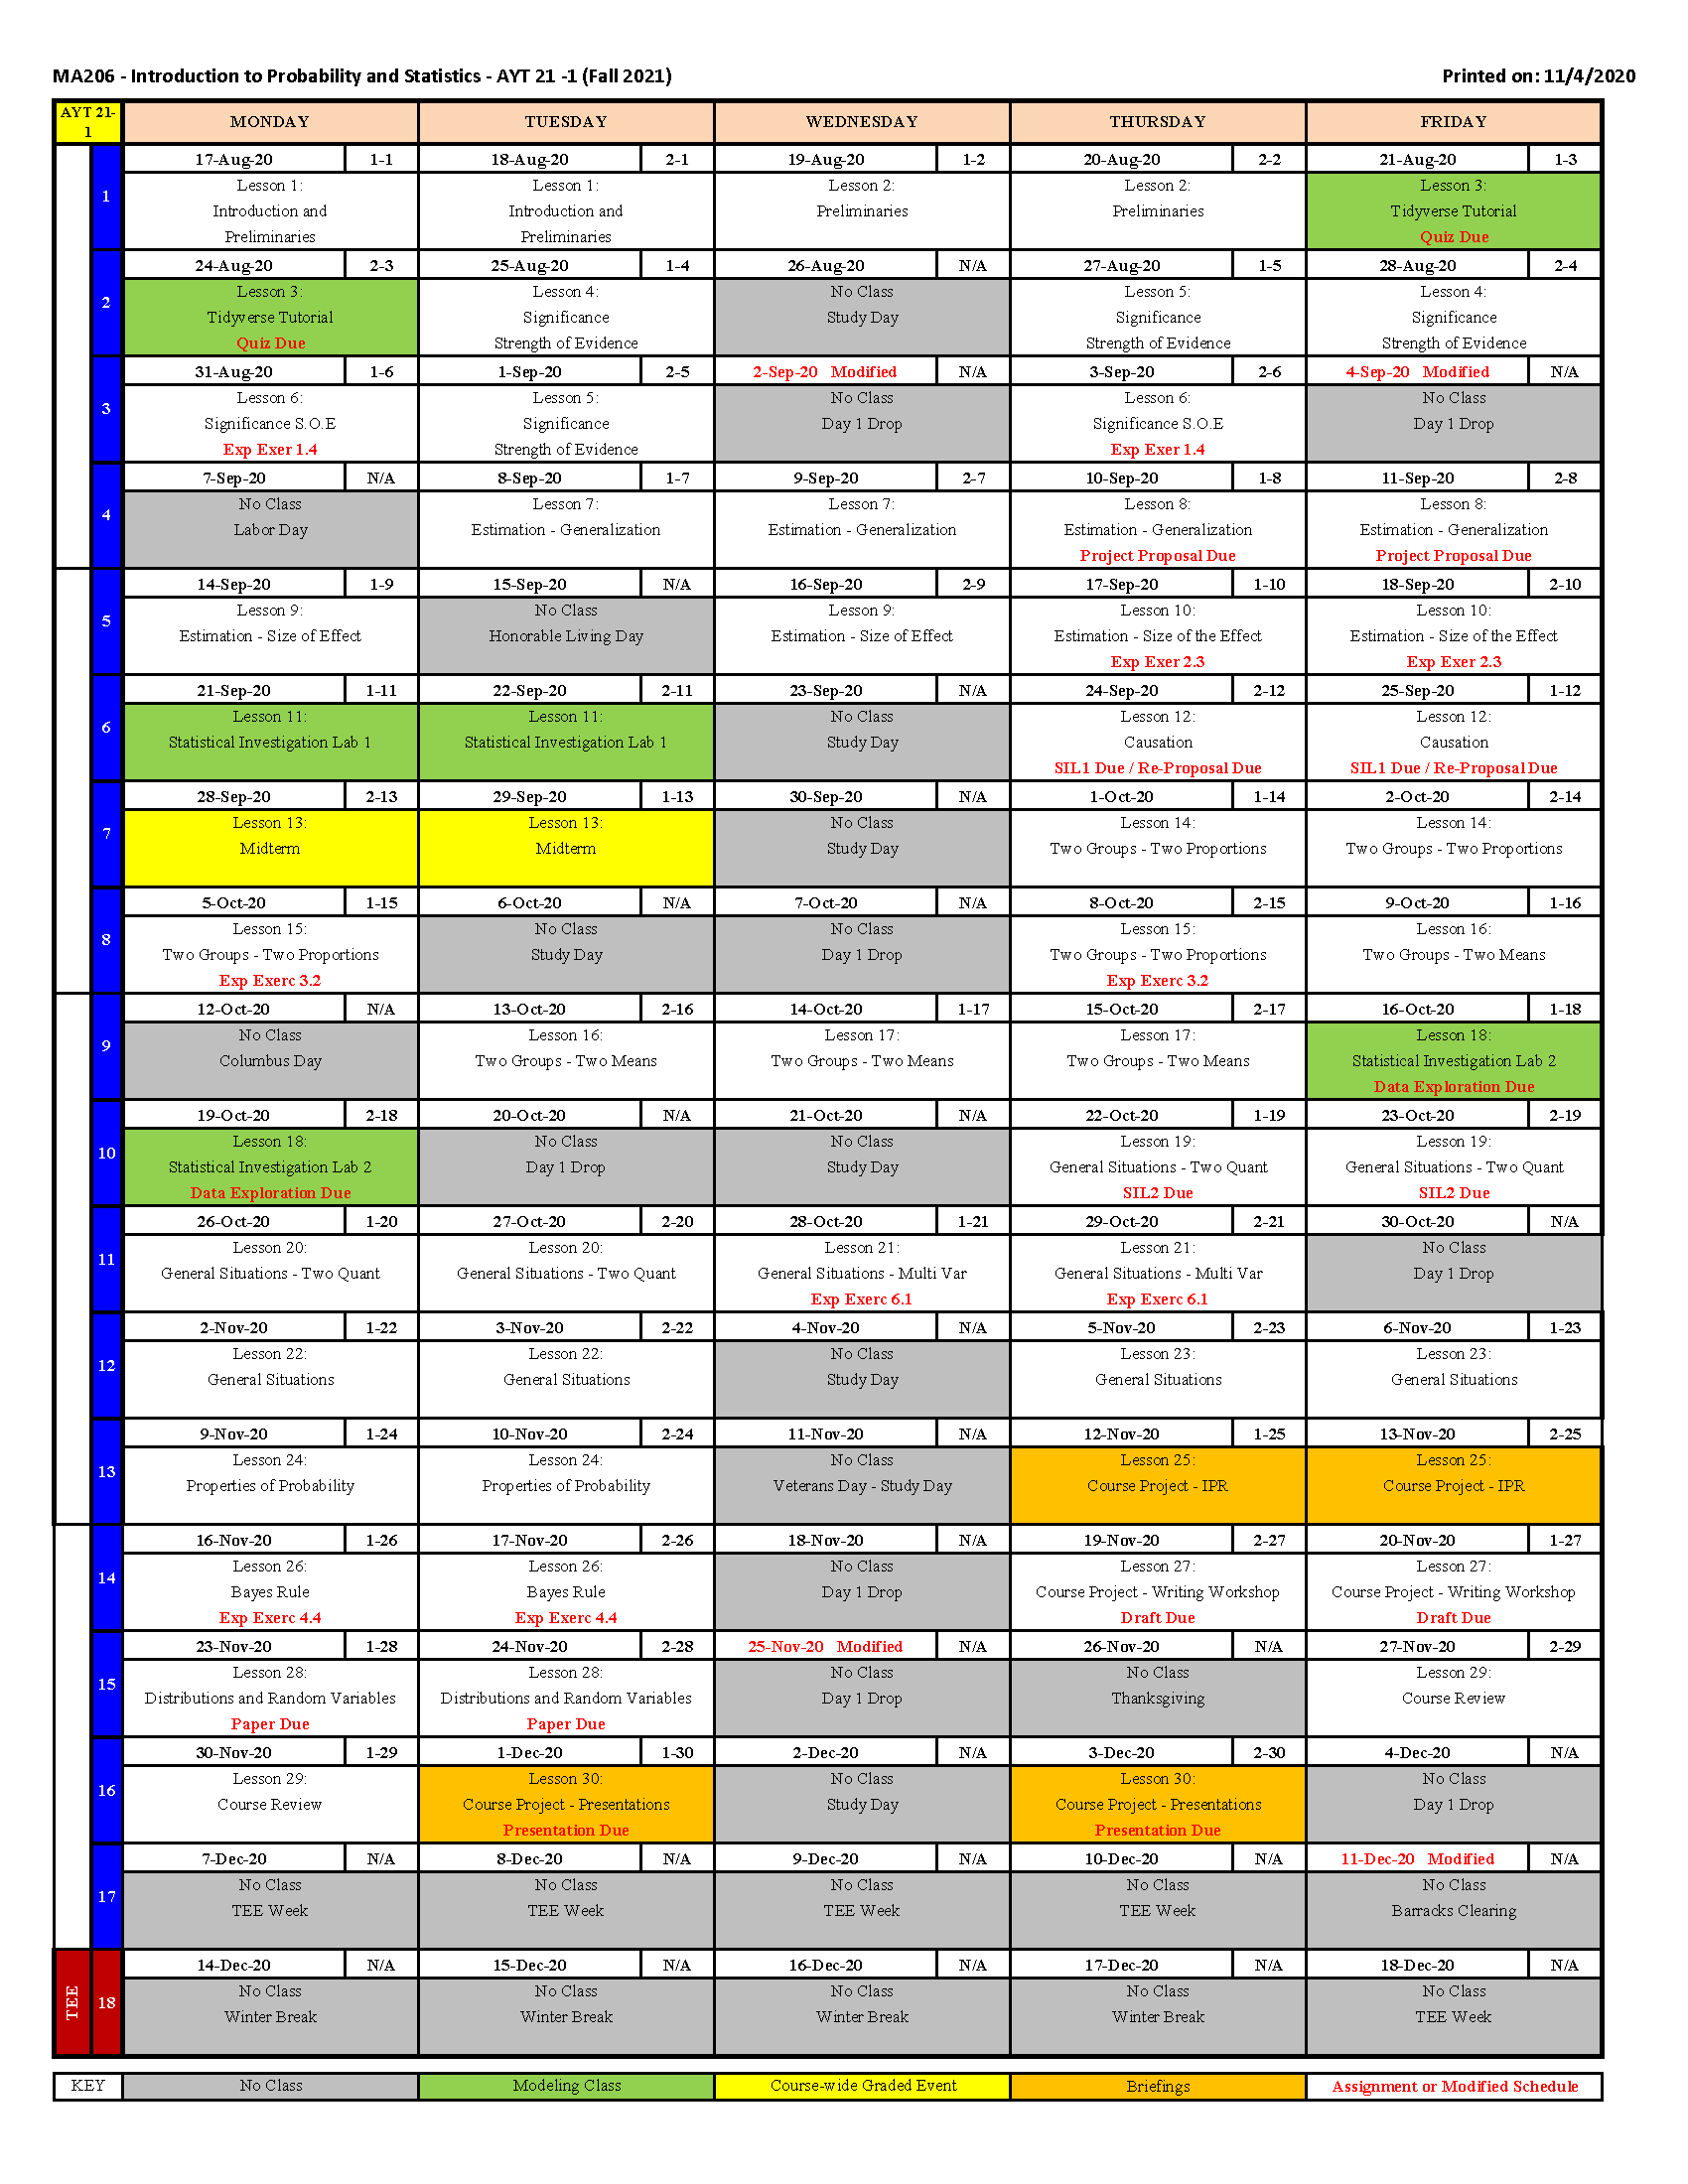 MA206 - Introduction to Probability and Statistics - AYT 21 -1 (Fall 2021) Printed on: 11/4/2020
AYT 21-1 MONDAY TUESDAY WEDNESDAY THURSDAY FRIDAY
17-Aug-20 1-1 18-Aug-20 2-1 19-Aug-20 1-2 20-Aug-20 2-2 21-Aug-20 1-3
1
Lesson 1: Lesson 1: Lesson 2: Lesson 2: Lesson 3:
Introduction and Introduction and Preliminaries Preliminaries Tidyverse Tutorial
Preliminaries Preliminaries Quiz Due
24-Aug-20 2-3 25-Aug-20 1-4 26-Aug-20 N/A 27-Aug-20 1-5 28-Aug-20 2-4
2
Lesson 3: Lesson 4: No Class Lesson 5: Lesson 4:
Tidyverse Tutorial Significance Study Day Significance Significance
Quiz Due Strength of Evidence Strength of Evidence Strength of Evidence
31-Aug-20 1-6 1-Sep-20 2-5 2-Sep-20 Modified N/A 3-Sep-20 2-6 4-Sep-20 Modified N/A
3
Lesson 6: Lesson 5: No Class Lesson 6: No Class
Significance S.O.E Significance Day 1 Drop Significance S.O.E Day 1 Drop
Exp Exer 1.4 Strength of Evidence Exp Exer 1.4
7-Sep-20 N/A 8-Sep-20 1-7 9-Sep-20 2-7 10-Sep-20 1-8 11-Sep-20 2-8
4
No Class Lesson 7: Lesson 7: Lesson 8: Lesson 8:
Labor Day Estimation - Generalization Estimation - Generalization Estimation - Generalization Estimation - Generalization
Project Proposal Due Project Proposal Due
14-Sep-20 1-9 15-Sep-20 N/A 16-Sep-20 2-9 17-Sep-20 1-10 18-Sep-20 2-10
5
Lesson 9: No Class Lesson 9: Lesson 10: Lesson 10:
Estimation - Size of Effect Honorable Living Day Estimation - Size of Effect Estimation - Size of the Effect Estimation - Size of the Effect
Exp Exer 2.3 Exp Exer 2.3
21-Sep-20 1-11 22-Sep-20 2-11 23-Sep-20 N/A 24-Sep-20 2-12 25-Sep-20 1-12
6
Lesson 11: Lesson 11: No Class Lesson 12: Lesson 12:
Statistical Investigation Lab 1 Statistical Investigation Lab 1 Study Day Causation Causation
SIL1 Due / Re-Proposal Due SIL1 Due / Re-Proposal Due
28-Sep-20 2-13 29-Sep-20 1-13 30-Sep-20 N/A 1-Oct-20 1-14 2-Oct-20 2-14
7
Lesson 13: Lesson 13: No Class Lesson 14: Lesson 14:
Midterm Midterm Study Day Two Groups - Two Proportions Two Groups - Two Proportions
5-Oct-20 1-15 6-Oct-20 N/A 7-Oct-20 N/A 8-Oct-20 2-15 9-Oct-20 1-16
8
Lesson 15: No Class No Class Lesson 15: Lesson 16:
Two Groups - Two Proportions Study Day Day 1 Drop Two Groups - Two Proportions Two Groups - Two Means
Exp Exerc 3.2 Exp Exerc 3.2
12-Oct-20 N/A 13-Oct-20 2-16 14-Oct-20 1-17 15-Oct-20 2-17 16-Oct-20 1-18
9
No Class Lesson 16: Lesson 17: Lesson 17: Lesson 18:
Columbus Day Two Groups - Two Means Two Groups - Two Means Two Groups - Two Means Statistical Investigation Lab 2
Data Exploration Due
19-Oct-20 2-18 20-Oct-20 N/A 21-Oct-20 N/A 22-Oct-20 1-19 23-Oct-20 2-19
10
Lesson 18: No Class No Class Lesson 19: Lesson 19:
Statistical Investigation Lab 2 Day 1 Drop Study Day General Situations - Two Quant General Situations - Two Quant
Data Exploration Due SIL2 Due SIL2 Due
26-Oct-20 1-20 27-Oct-20 2-20 28-Oct-20 1-21 29-Oct-20 2-21 30-Oct-20 N/A
11
Lesson 20: Lesson 20: Lesson 21: Lesson 21: No Class
General Situations - Two Quant General Situations - Two Quant General Situations - Multi Var General Situations - Multi Var Day 1 Drop
Exp Exerc 6.1 Exp Exerc 6.1
2-Nov-20 1-22 3-Nov-20 2-22 4-Nov-20 N/A 5-Nov-20 2-23 6-Nov-20 1-23
12
Lesson 22: Lesson 22: No Class Lesson 23: Lesson 23:
General Situations General Situations Study Day General Situations General Situations
9-Nov-20 1-24 10-Nov-20 2-24 11-Nov-20 N/A 12-Nov-20 1-25 13-Nov-20 2-25
13
Lesson 24: Lesson 24: No Class Lesson 25: Lesson 25:
Properties of Probability Properties of Probability Veterans Day - Study Day Course Project - IPR Course Project - IPR
16-Nov-20 1-26 17-Nov-20 2-26 18-Nov-20 N/A 19-Nov-20 2-27 20-Nov-20 1-27
14
Lesson 26: Lesson 26: No Class Lesson 27: Lesson 27:
Bayes Rule Bayes Rule Day 1 Drop Course Project - Writing Workshop Course Project - Writing Workshop
Exp Exerc 4.4 Exp Exerc 4.4 Draft Due Draft Due
23-Nov-20 1-28 24-Nov-20 2-28 25-Nov-20 Modified N/A 26-Nov-20 N/A 27-Nov-20 2-29
15
Lesson 28: Lesson 28: No Class No Class Lesson 29:
Distributions and Random Variables Distributions and Random Variables Day 1 Drop Thanksgiving Course Review
Paper Due Paper Due
30-Nov-20 1-29 1-Dec-20 1-30 2-Dec-20 N/A 3-Dec-20 2-30 4-Dec-20 N/A
16
Lesson 29: Lesson 30: No Class Lesson 30: No Class
Course Review Course Project - Presentations Study Day Course Project - Presentations Day 1 Drop
Presentation Due Presentation Due
7-Dec-20 N/A 8-Dec-20 N/A 9-Dec-20 N/A 10-Dec-20 N/A 11-Dec-20 Modified N/A
17
No Class No Class No Class No Class No Class
TEE Week TEE Week TEE Week TEE Week Barracks Clearing
14-Dec-20 N/A 15-Dec-20 N/A 16-Dec-20 N/A 17-Dec-20 N/A 18-Dec-20 N/A
TEE 18
No Class No Class No Class No Class No Class
Winter Break Winter Break Winter Break Winter Break TEE Week
KEY No Class Modeling Class Course-wide Graded Event Briefings Assignment or Modified Schedule